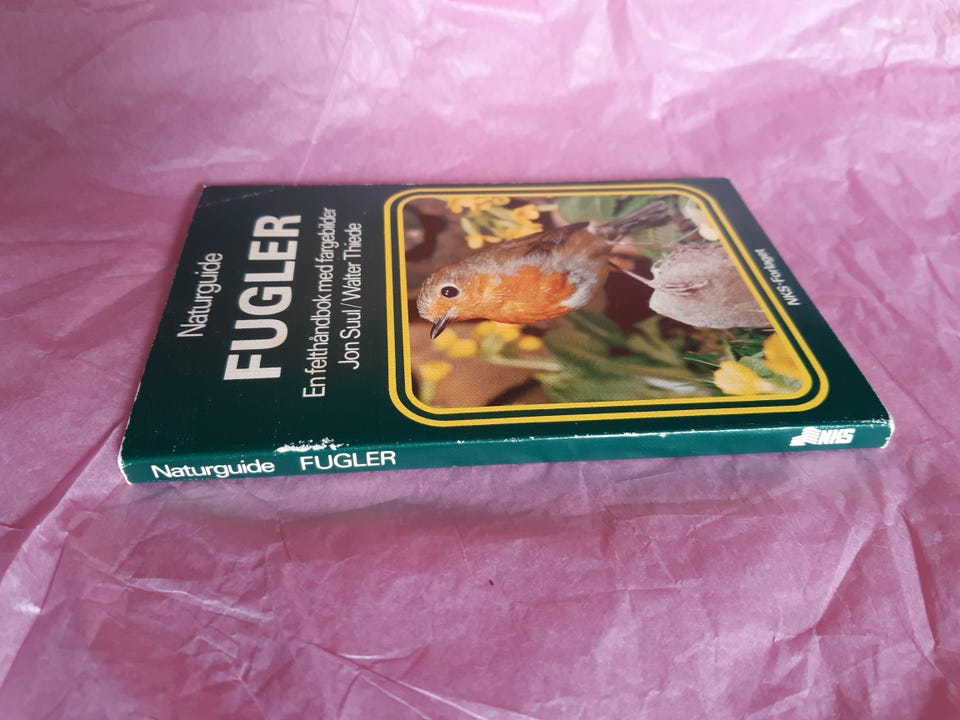 Naturguide
FUGLER
En felthåndbok med fargebilder
Jon Suul/Walter Thiede
NKS-Forlaget
Naturguide FUGLER
NKS